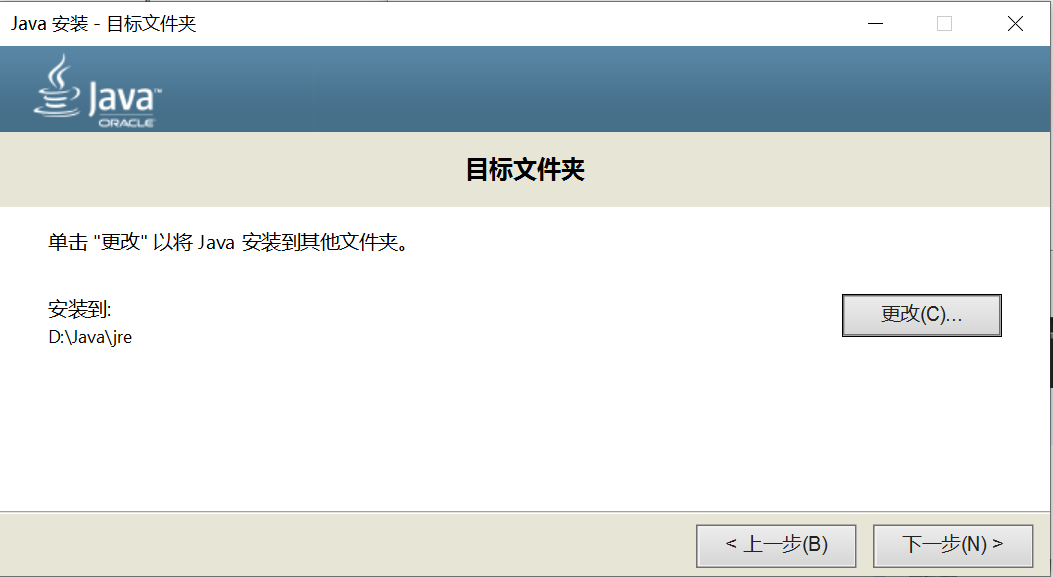 Java 安装 - 目标文件夹
Java™
ORACLE
目标文件夹
单击 "更改" 以将 Java 安装到其他文件夹。
安装到:
更改(C)...
D:\Java\jre
< 上一步(B)
下一步(N) >